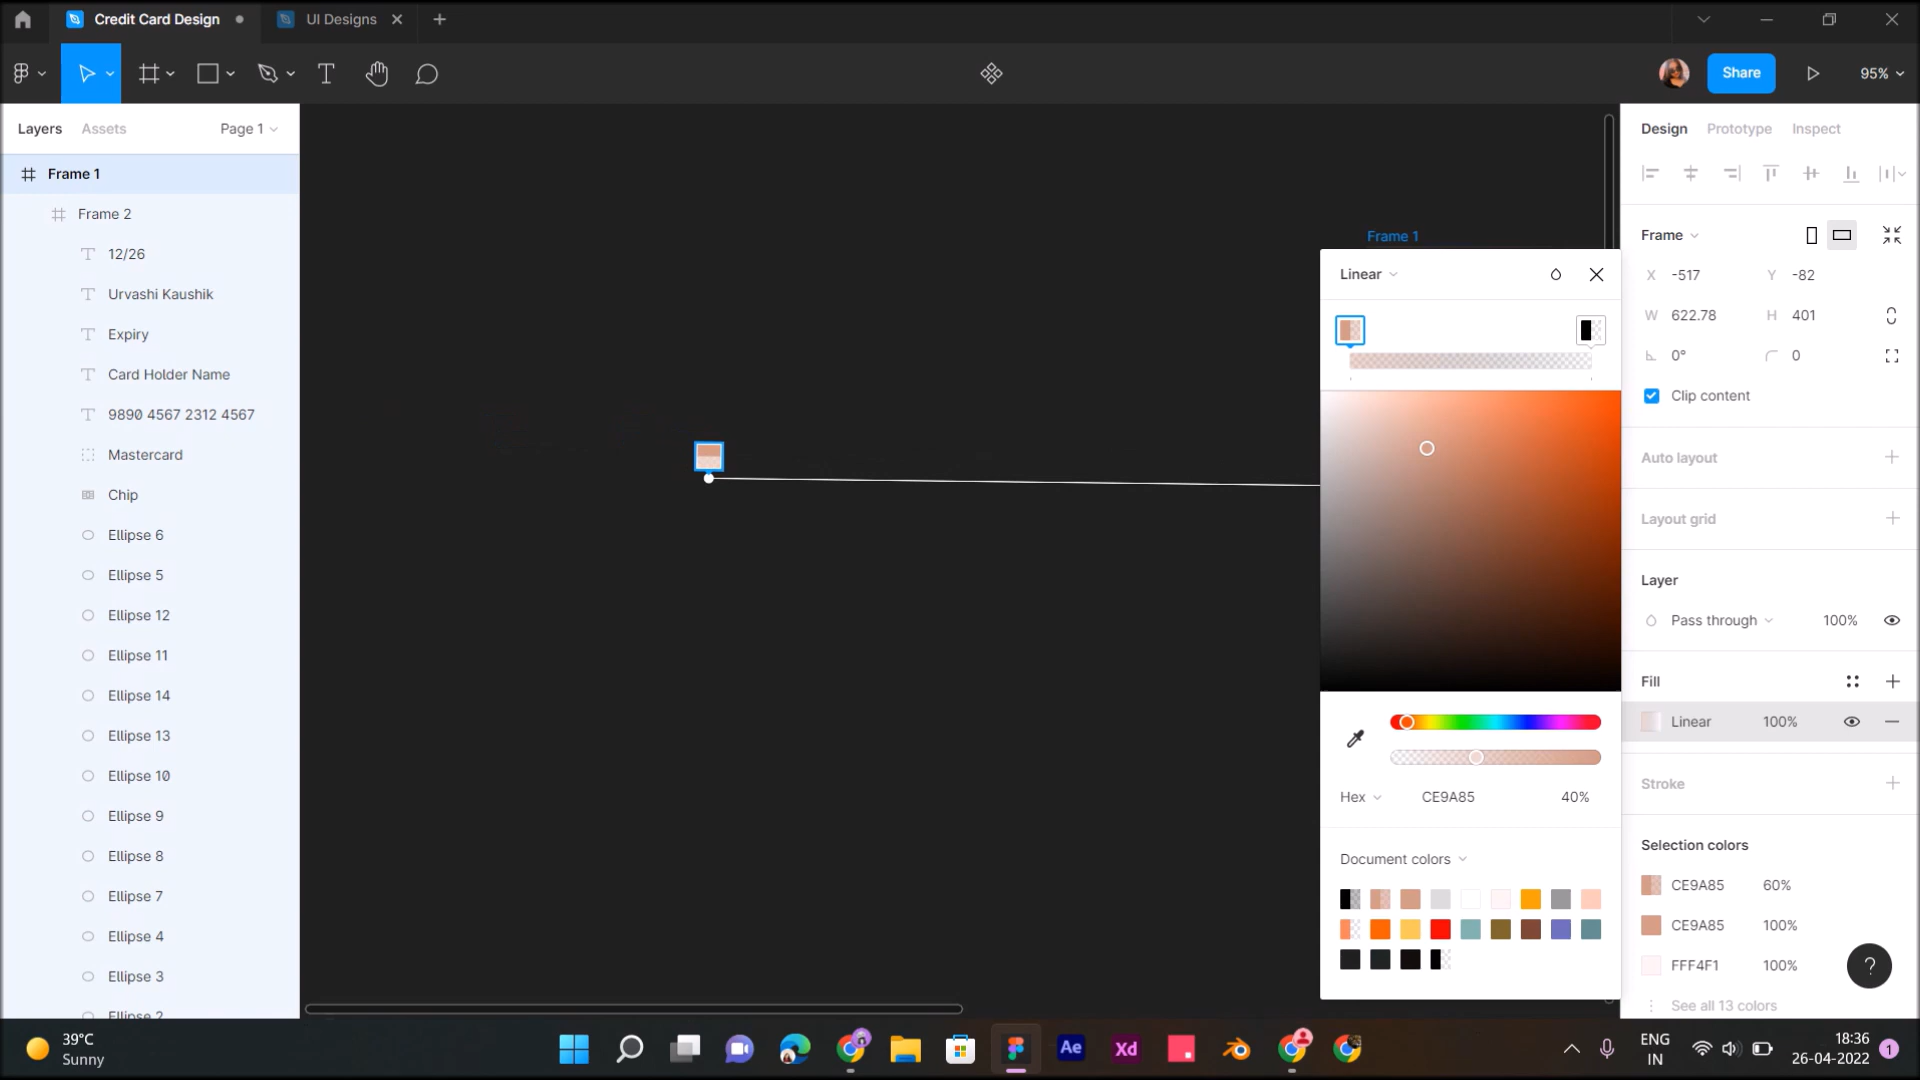 Credit Card Design
UI Designs
Share
95%
Layers
Assets
Page 1
Frame 1
Frame 2
12/26
Urvashi Kaushik
Expiry
Card Holder Name
9890 4567 2312 4567
Mastercard
Chip
Ellipse 6
Ellipse 5
Ellipse 12
Ellipse 11
Ellipse 14
Ellipse 13
Ellipse 10
Ellipse 9
Ellipse 8
Ellipse 7
Ellipse 4
Ellipse 3
Ellipse 2
Frame 1
Linear
Hex
CE9A85
40%
Document colors
Design
Prototype
Inspect
Frame
X -517
Y -82
W 622.78
H 401
0°
0
Clip content
Auto layout
Layout grid
Layer
Pass through
100%
Fill
Linear
100%
Stroke
Selection colors
CE9A85 60%
CE9A85 100%
FFF4F1 100%
See all 13 colors
?
39°C
Sunny
Ae
Xd
ENG
IN
18:36
26-04-2022
1